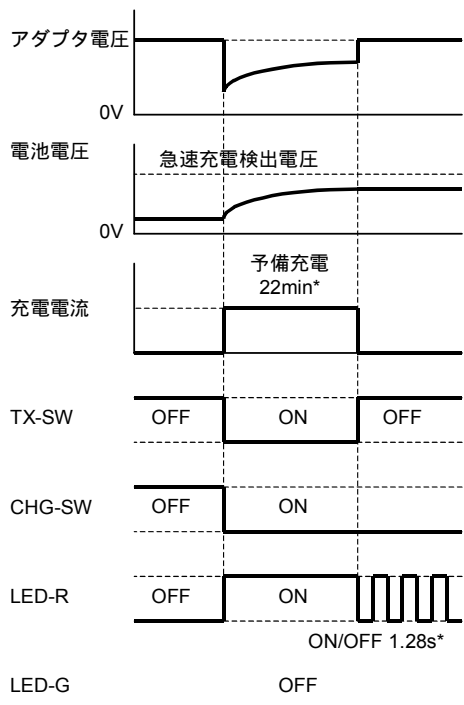 アダプタ電圧
0V
電池電圧
急速充電検出電圧
0V
予備充電
22min*
充電電流
TX-SW
OFF
ON
OFF
CHG-SW
OFF
ON
LED-R
OFF
ON
ON/OFF 1.28s*
LED-G
OFF